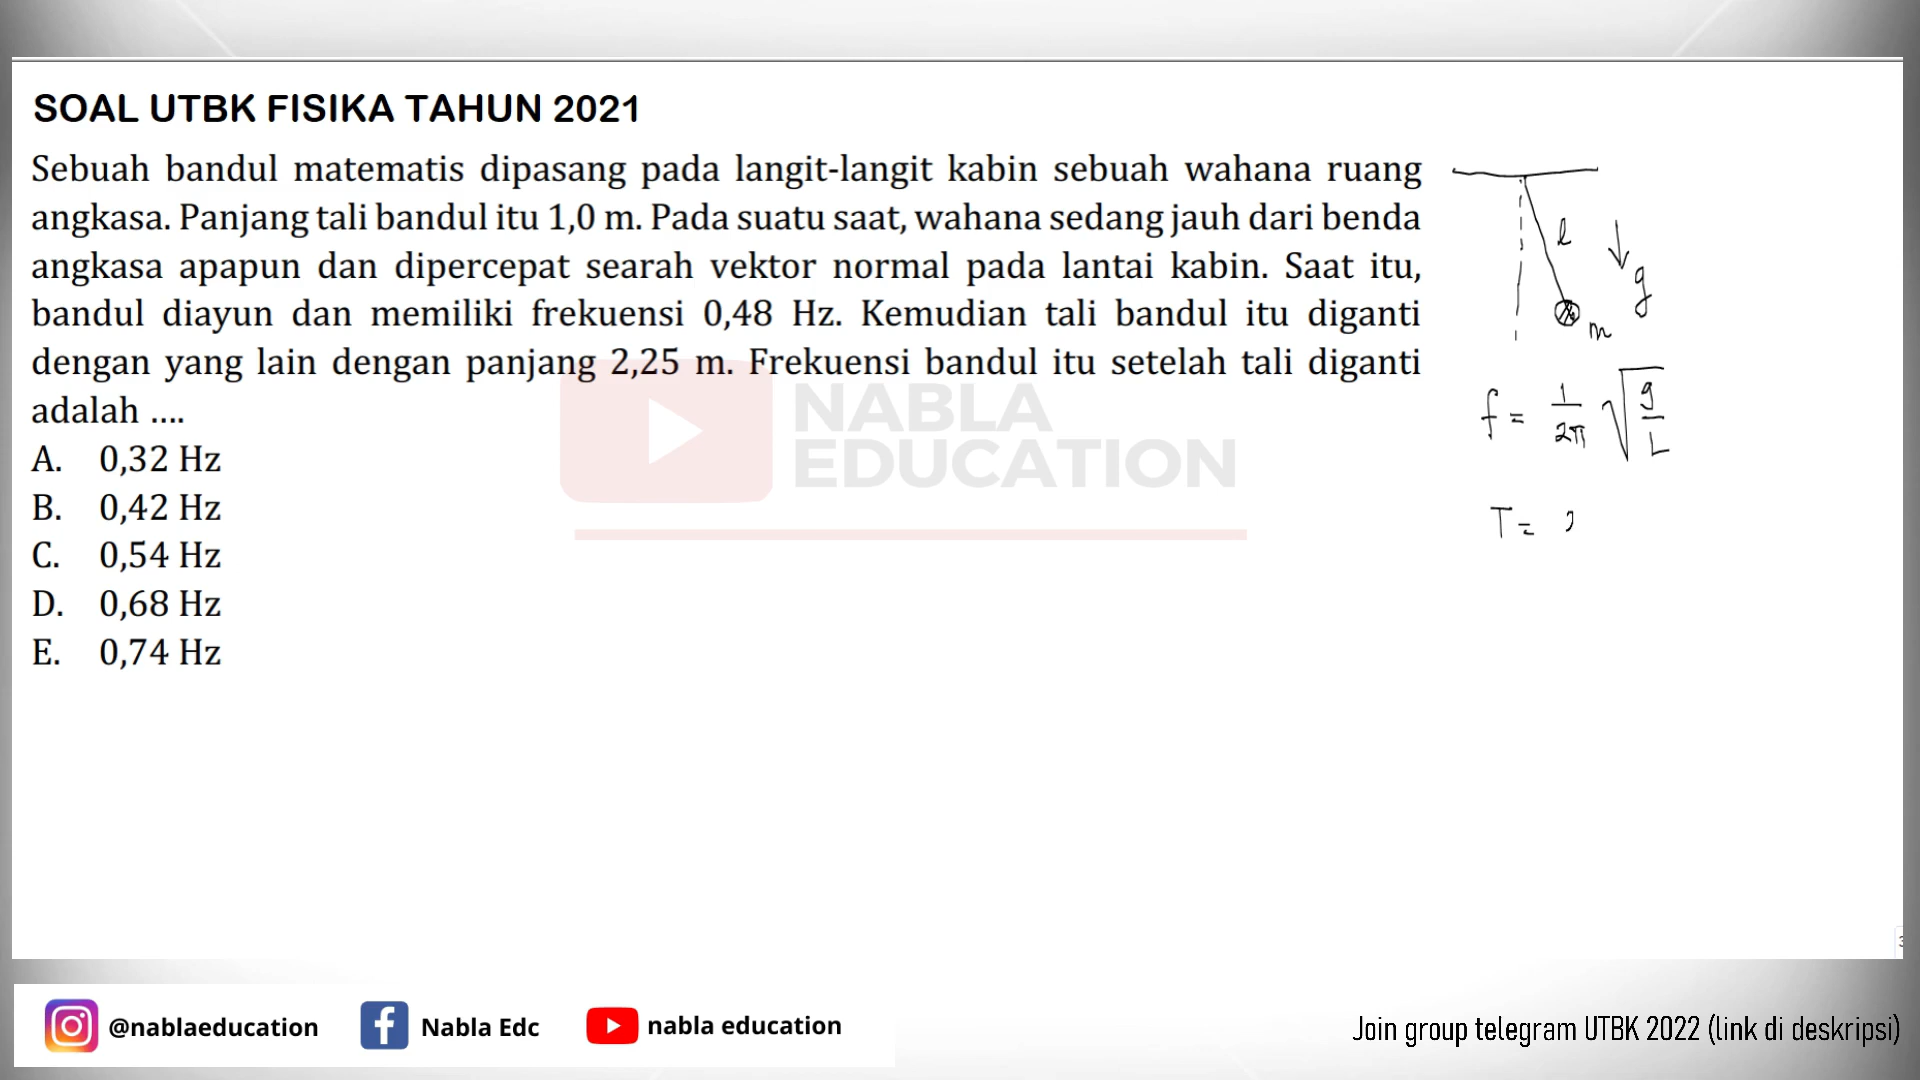 SOAL UTBK FISIKA TAHUN 2021
Sebuah bandul matematis dipasang pada langit-langit kabin sebuah wahana ruang
angkasa. Panjang tali bandul itu 1,0 m. Pada suatu saat, wahana sedang jauh dari benda
angkasa apapun dan dipercepat searah vektor normal pada lantai kabin. Saat itu,
bandul diayun dan memiliki frekuensi 0,48 Hz. Kemudian tali bandul itu diganti
dengan yang lain dengan panjang 2,25 m. Frekuensi bandul itu setelah tali diganti
adalah ....
A. 0,32 Hz
B. 0,42 Hz
C. 0,54 Hz
D. 0,68 Hz
E. 0,74 Hz
NABLA
EDUCATION
l
g
m
f = 1/2π √g/L
T =
@nablaeducation
Nabla Edc
nabla education
Join group telegram UTBK 2022 (link di deskripsi)